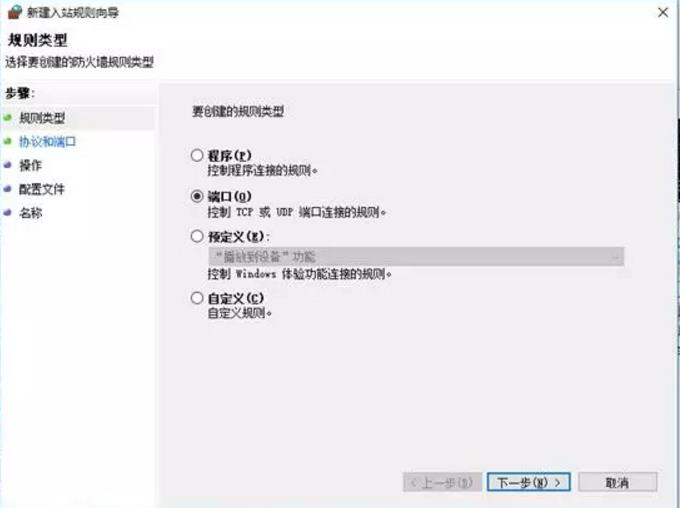 新建入站规则向导
规则类型
选择要创建的防火墙规则类型
步骤:
规则类型
协议和端口
操作
配置文件
名称
要创建的规则类型
程序(P)
控制程序连接的规则。
端口(O)
控制 TCP 或 UDP 端口连接的规则。
预定义(E):
“播放到设备”功能
控制 Windows 体验功能连接的规则。
自定义(C)
自定义规则。
< 上一步(B)
下一步(N) >
取消